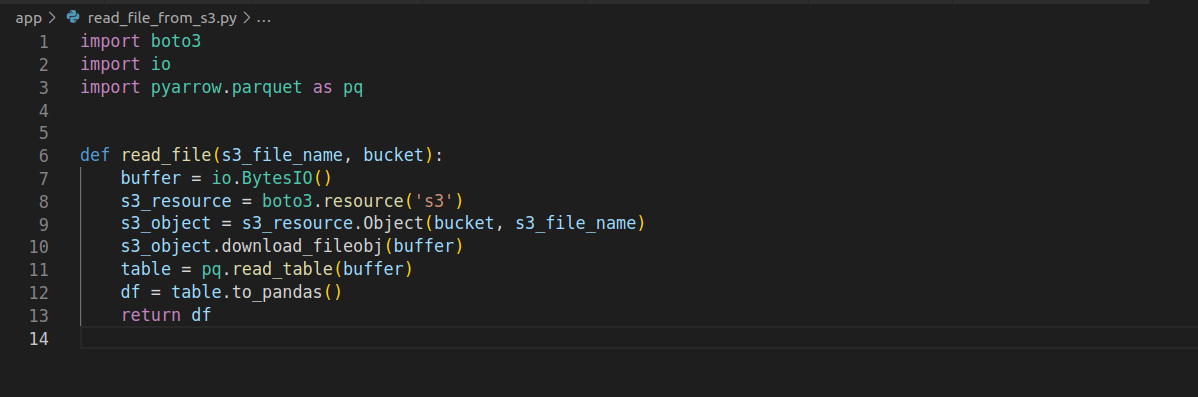 app > read_file_from_s3.py > ...
1 import boto3
2 import io
3 import pyarrow.parquet as pq
4
5
6 def read_file(s3_file_name, bucket):
7     buffer = io.BytesIO()
8     s3_resource = boto3.resource('s3')
9     s3_object = s3_resource.Object(bucket, s3_file_name)
10     s3_object.download_fileobj(buffer)
11     table = pq.read_table(buffer)
12     df = table.to_pandas()
13     return df
14